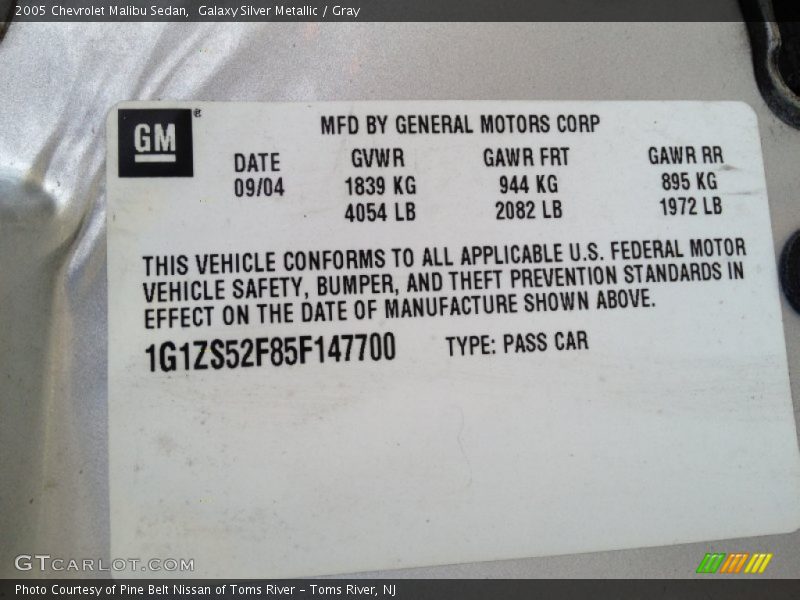 2005 Chevrolet Malibu Sedan,  Galaxy Silver Metallic / Gray
GM ®
MFD BY GENERAL MOTORS CORP
DATE GVWR GAWR FRT GAWR RR
09/04 1839 KG 944 KG 895 KG
4054 LB 2082 LB 1972 LB
THIS VEHICLE CONFORMS TO ALL APPLICABLE U.S. FEDERAL MOTOR
VEHICLE SAFETY, BUMPER, AND THEFT PREVENTION STANDARDS IN
EFFECT ON THE DATE OF MANUFACTURE SHOWN ABOVE.
1G1ZS52F85F147700 TYPE: PASS CAR
GTCARLOT.COM
Photo Courtesy of Pine Belt Nissan of Toms River – Toms River, NJ